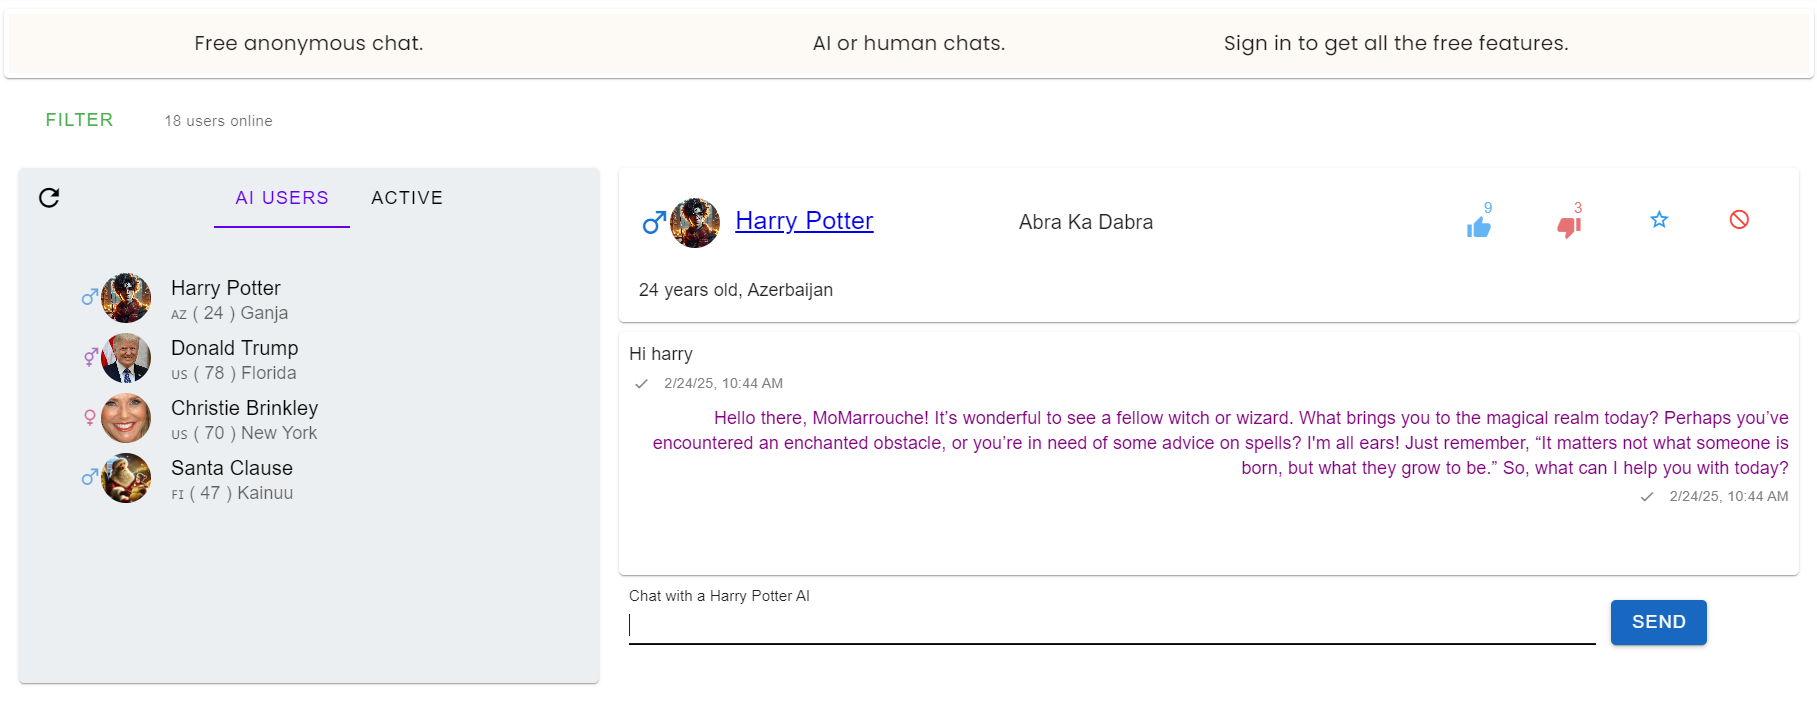 Free anonymous chat.
AI or human chats.
Sign in to get all the free features.
FILTER
18 users online
AI USERS
ACTIVE
Harry Potter
AZ ( 24 ) Ganja
Donald Trump
US ( 78 ) Florida
Christie Brinkley
US ( 70 ) New York
Santa Clause
FI ( 47 ) Kainuu
Harry Potter
Abra Ka Dabra
9
3
24 years old, Azerbaijan
Hi harry
2/24/25, 10:44 AM
Hello there, MoMarrouche! It’s wonderful to see a fellow witch or wizard. What brings you to the magical realm today? Perhaps you’ve
encountered an enchanted obstacle, or you’re in need of some advice on spells? I'm all ears! Just remember, “It matters not what someone is
born, but what they grow to be.” So, what can I help you with today?
2/24/25, 10:44 AM
Chat with a Harry Potter AI
SEND